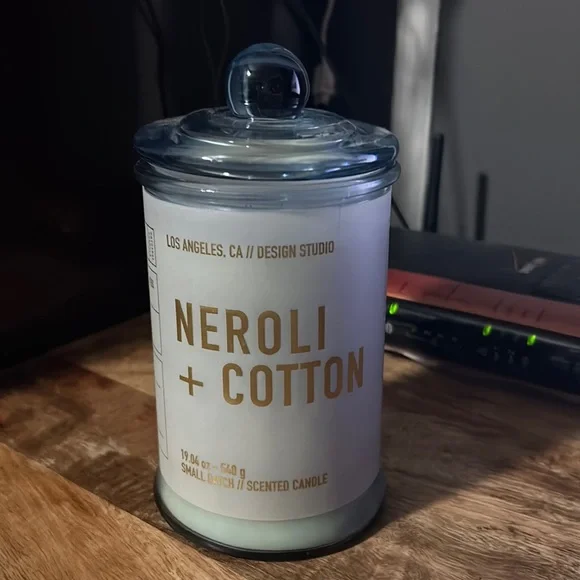 LOS ANGELES, CA // DESIGN STUDIO
NEROLI
+ COTTON
19.04 oz – 540 g
SMALL BATCH // SCENTED CANDLE